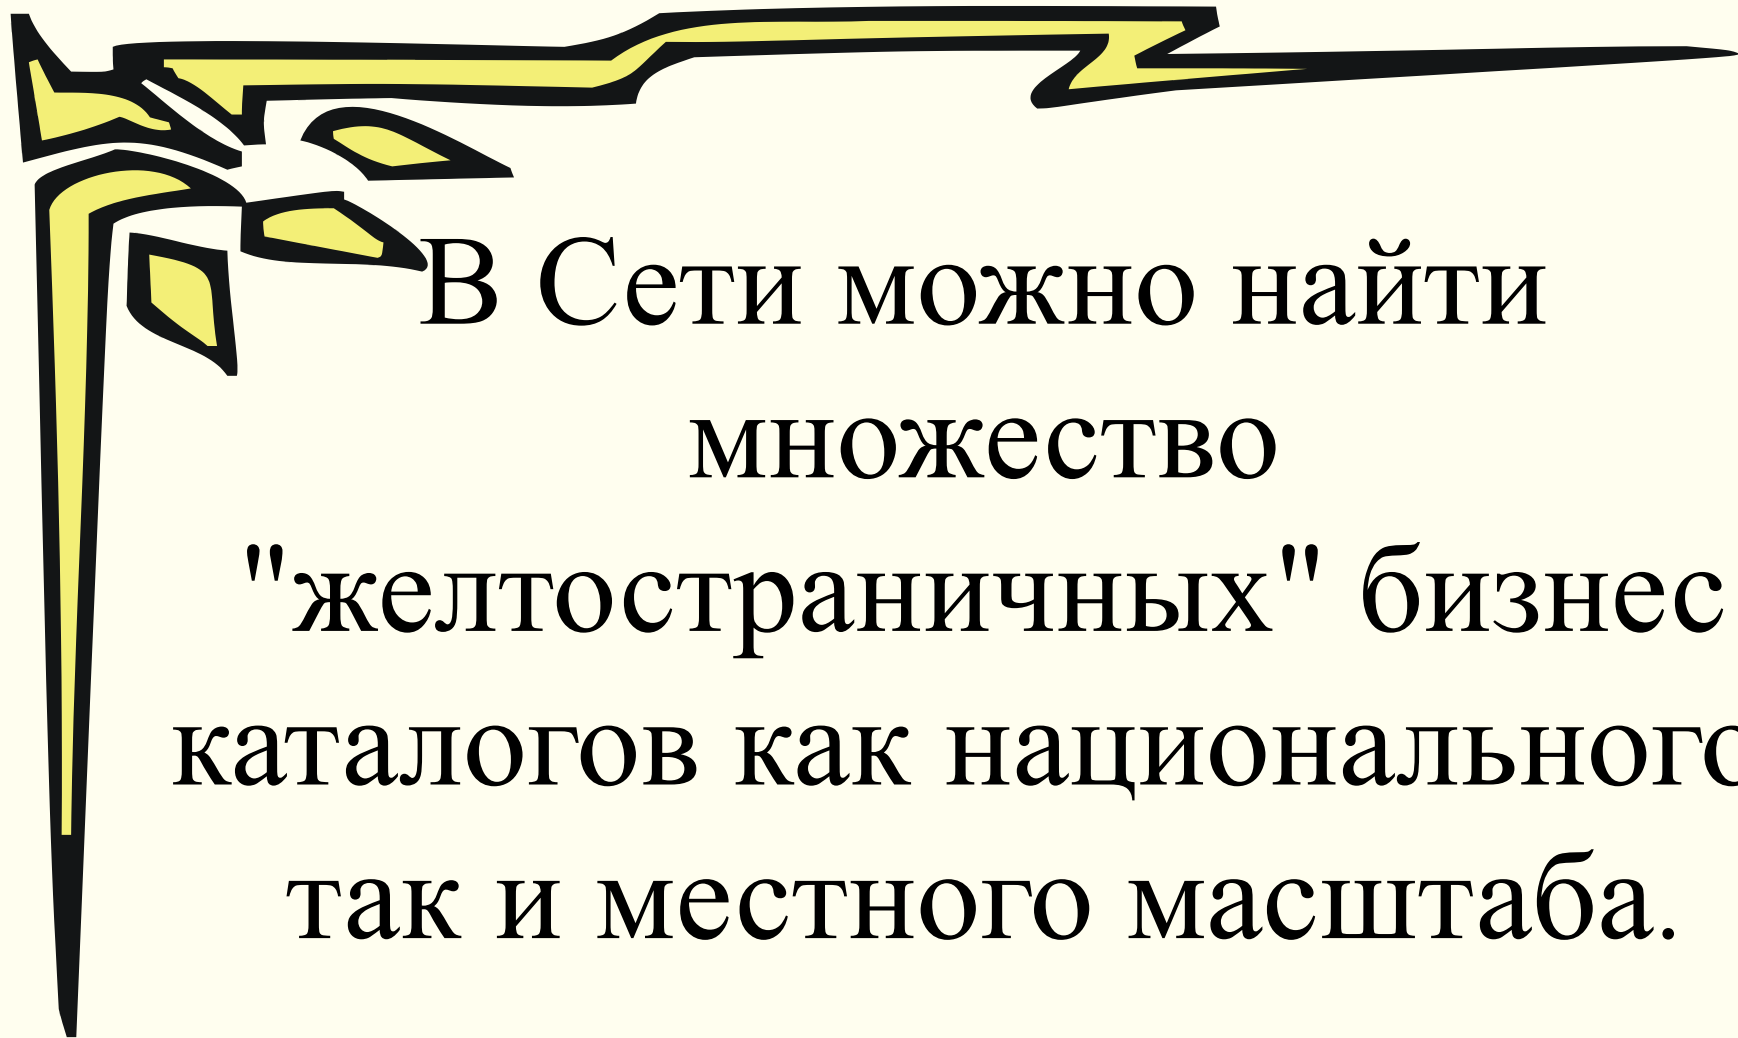 В Сети можно найти
множество
"желтостраничных" бизнес
каталогов как национального
так и местного масштаба.